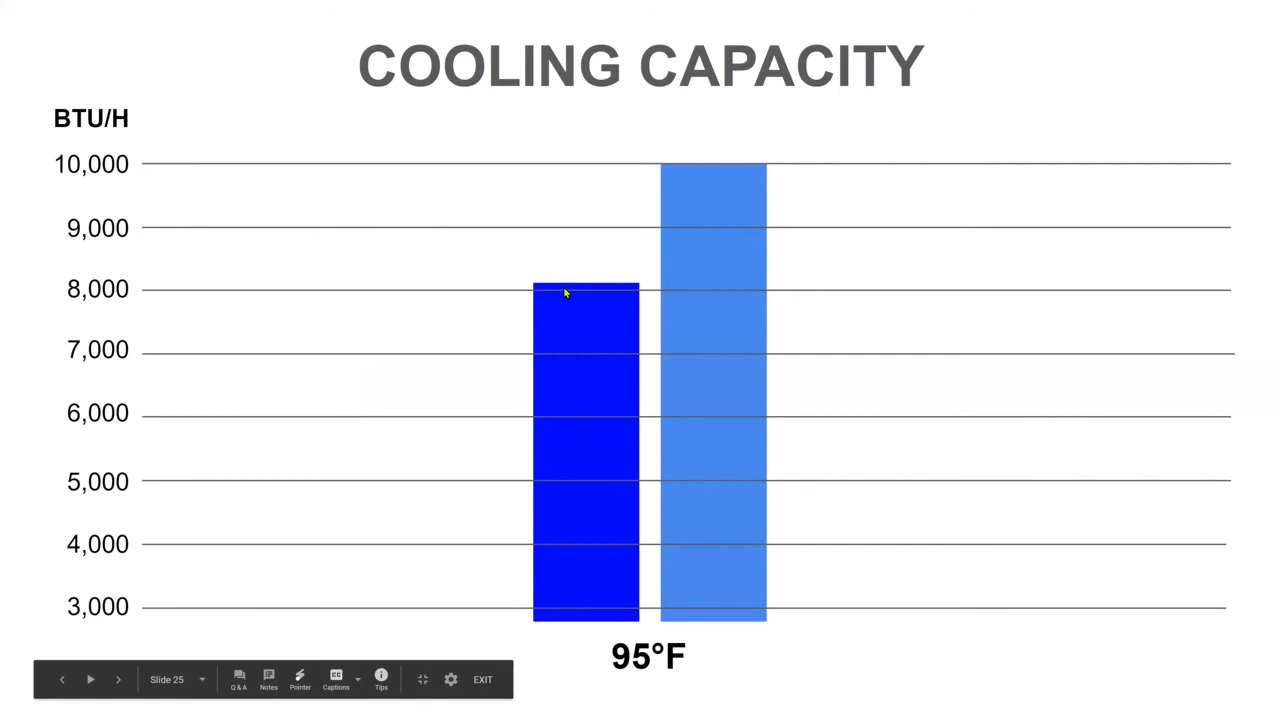 COOLING CAPACITY
BTU/H
10,000
9,000
8,000
7,000
6,000
5,000
4,000
3,000
95°F
Slide 25
Q & A
Notes
Pointer
CC
Captions
Tips
EXIT